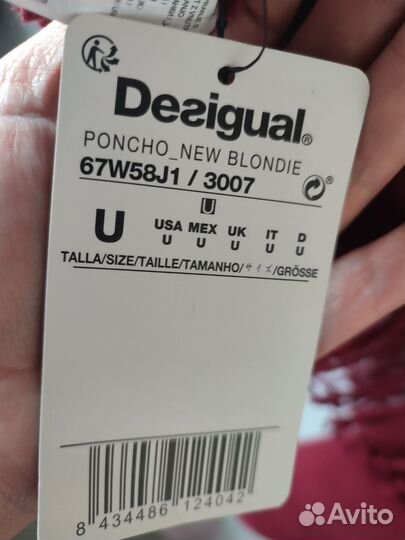 Desigual®
PONCHO_NEW BLONDIE
67W58J1 / 3007
U
U
USA MEX UK IT D
U U U U U
TALLA/SIZE/TAILLE/TAMANHO/サイズ/GRÖSSE
8 434486 124042
Avito